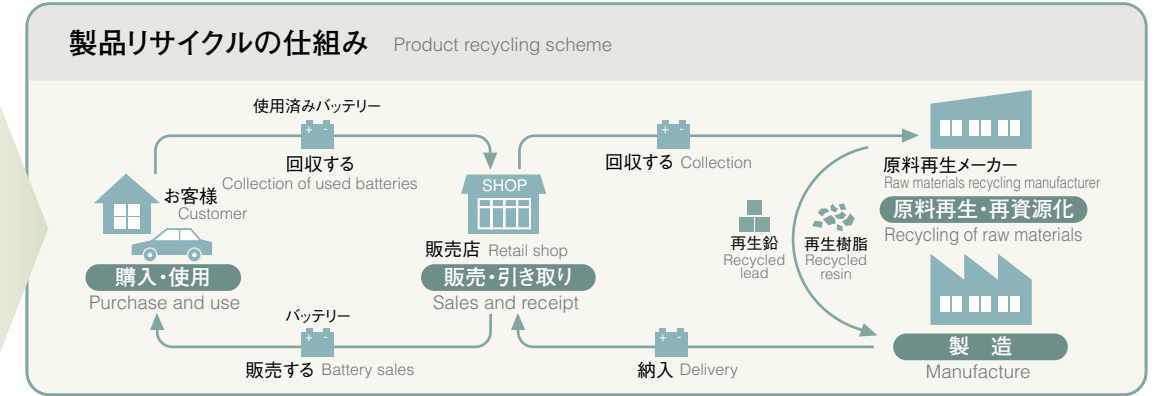 製品リサイクルの仕組み Product recycling scheme
使用済みバッテリー
回収する
Collection of used batteries
お客様
Customer
購入・使用
Purchase and use
SHOP
販売店 Retail shop
販売・引き取り
Sales and receipt
回収する Collection
原料再生メーカー
Raw materials recycling manufacturer
原料再生・再資源化
Recycling of raw materials
再生鉛
Recycled
lead
再生樹脂
Recycled
resin
バッテリー
販売する Battery sales
納入 Delivery
製 造
Manufacture